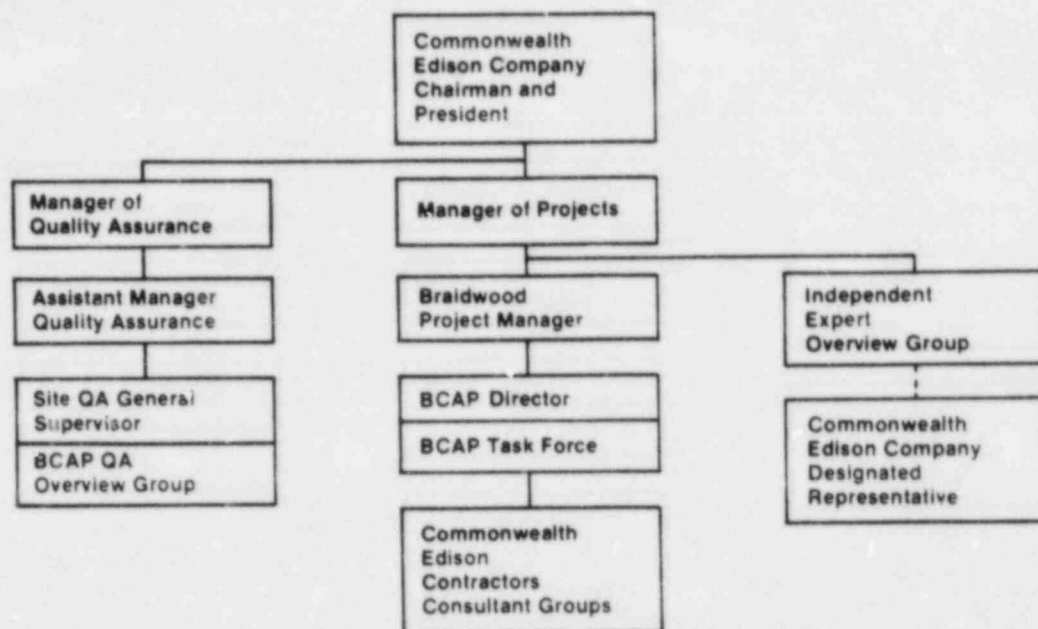 Commonwealth
Edison Company
Chairman and
President
Manager of
Quality Assurance
Manager of Projects
Assistant Manager
Quality Assurance
Braidwood
Project Manager
Independent
Expert
Overview Group
Site QA General
Supervisor
BCAP QA
Overview Group
BCAP Director
BCAP Task Force
Commonwealth
Edison Company
Designated
Representative
Commonwealth
Edison
Contractors
Consultant Groups